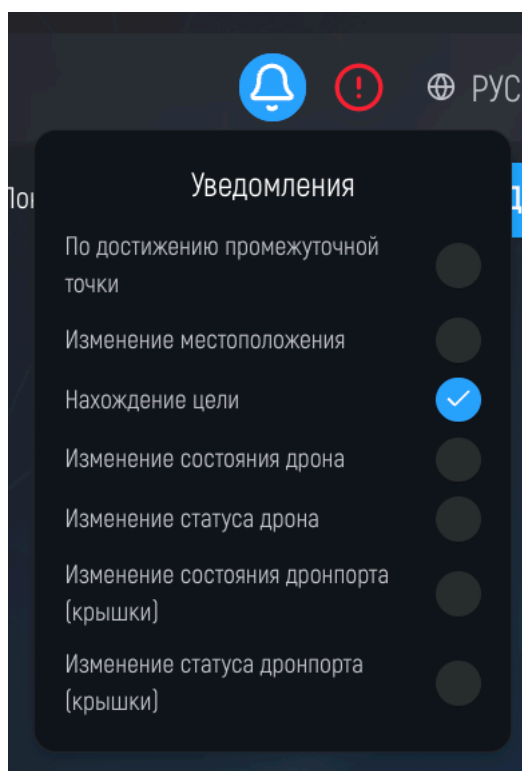 РУС
Уведомления
По достижению промежуточной
точки
Изменение местоположения
Нахождение цели
Изменение состояния дрона
Изменение статуса дрона
Изменение состояния дронпорта
(крышки)
Изменение статуса дронпорта
(крышки)